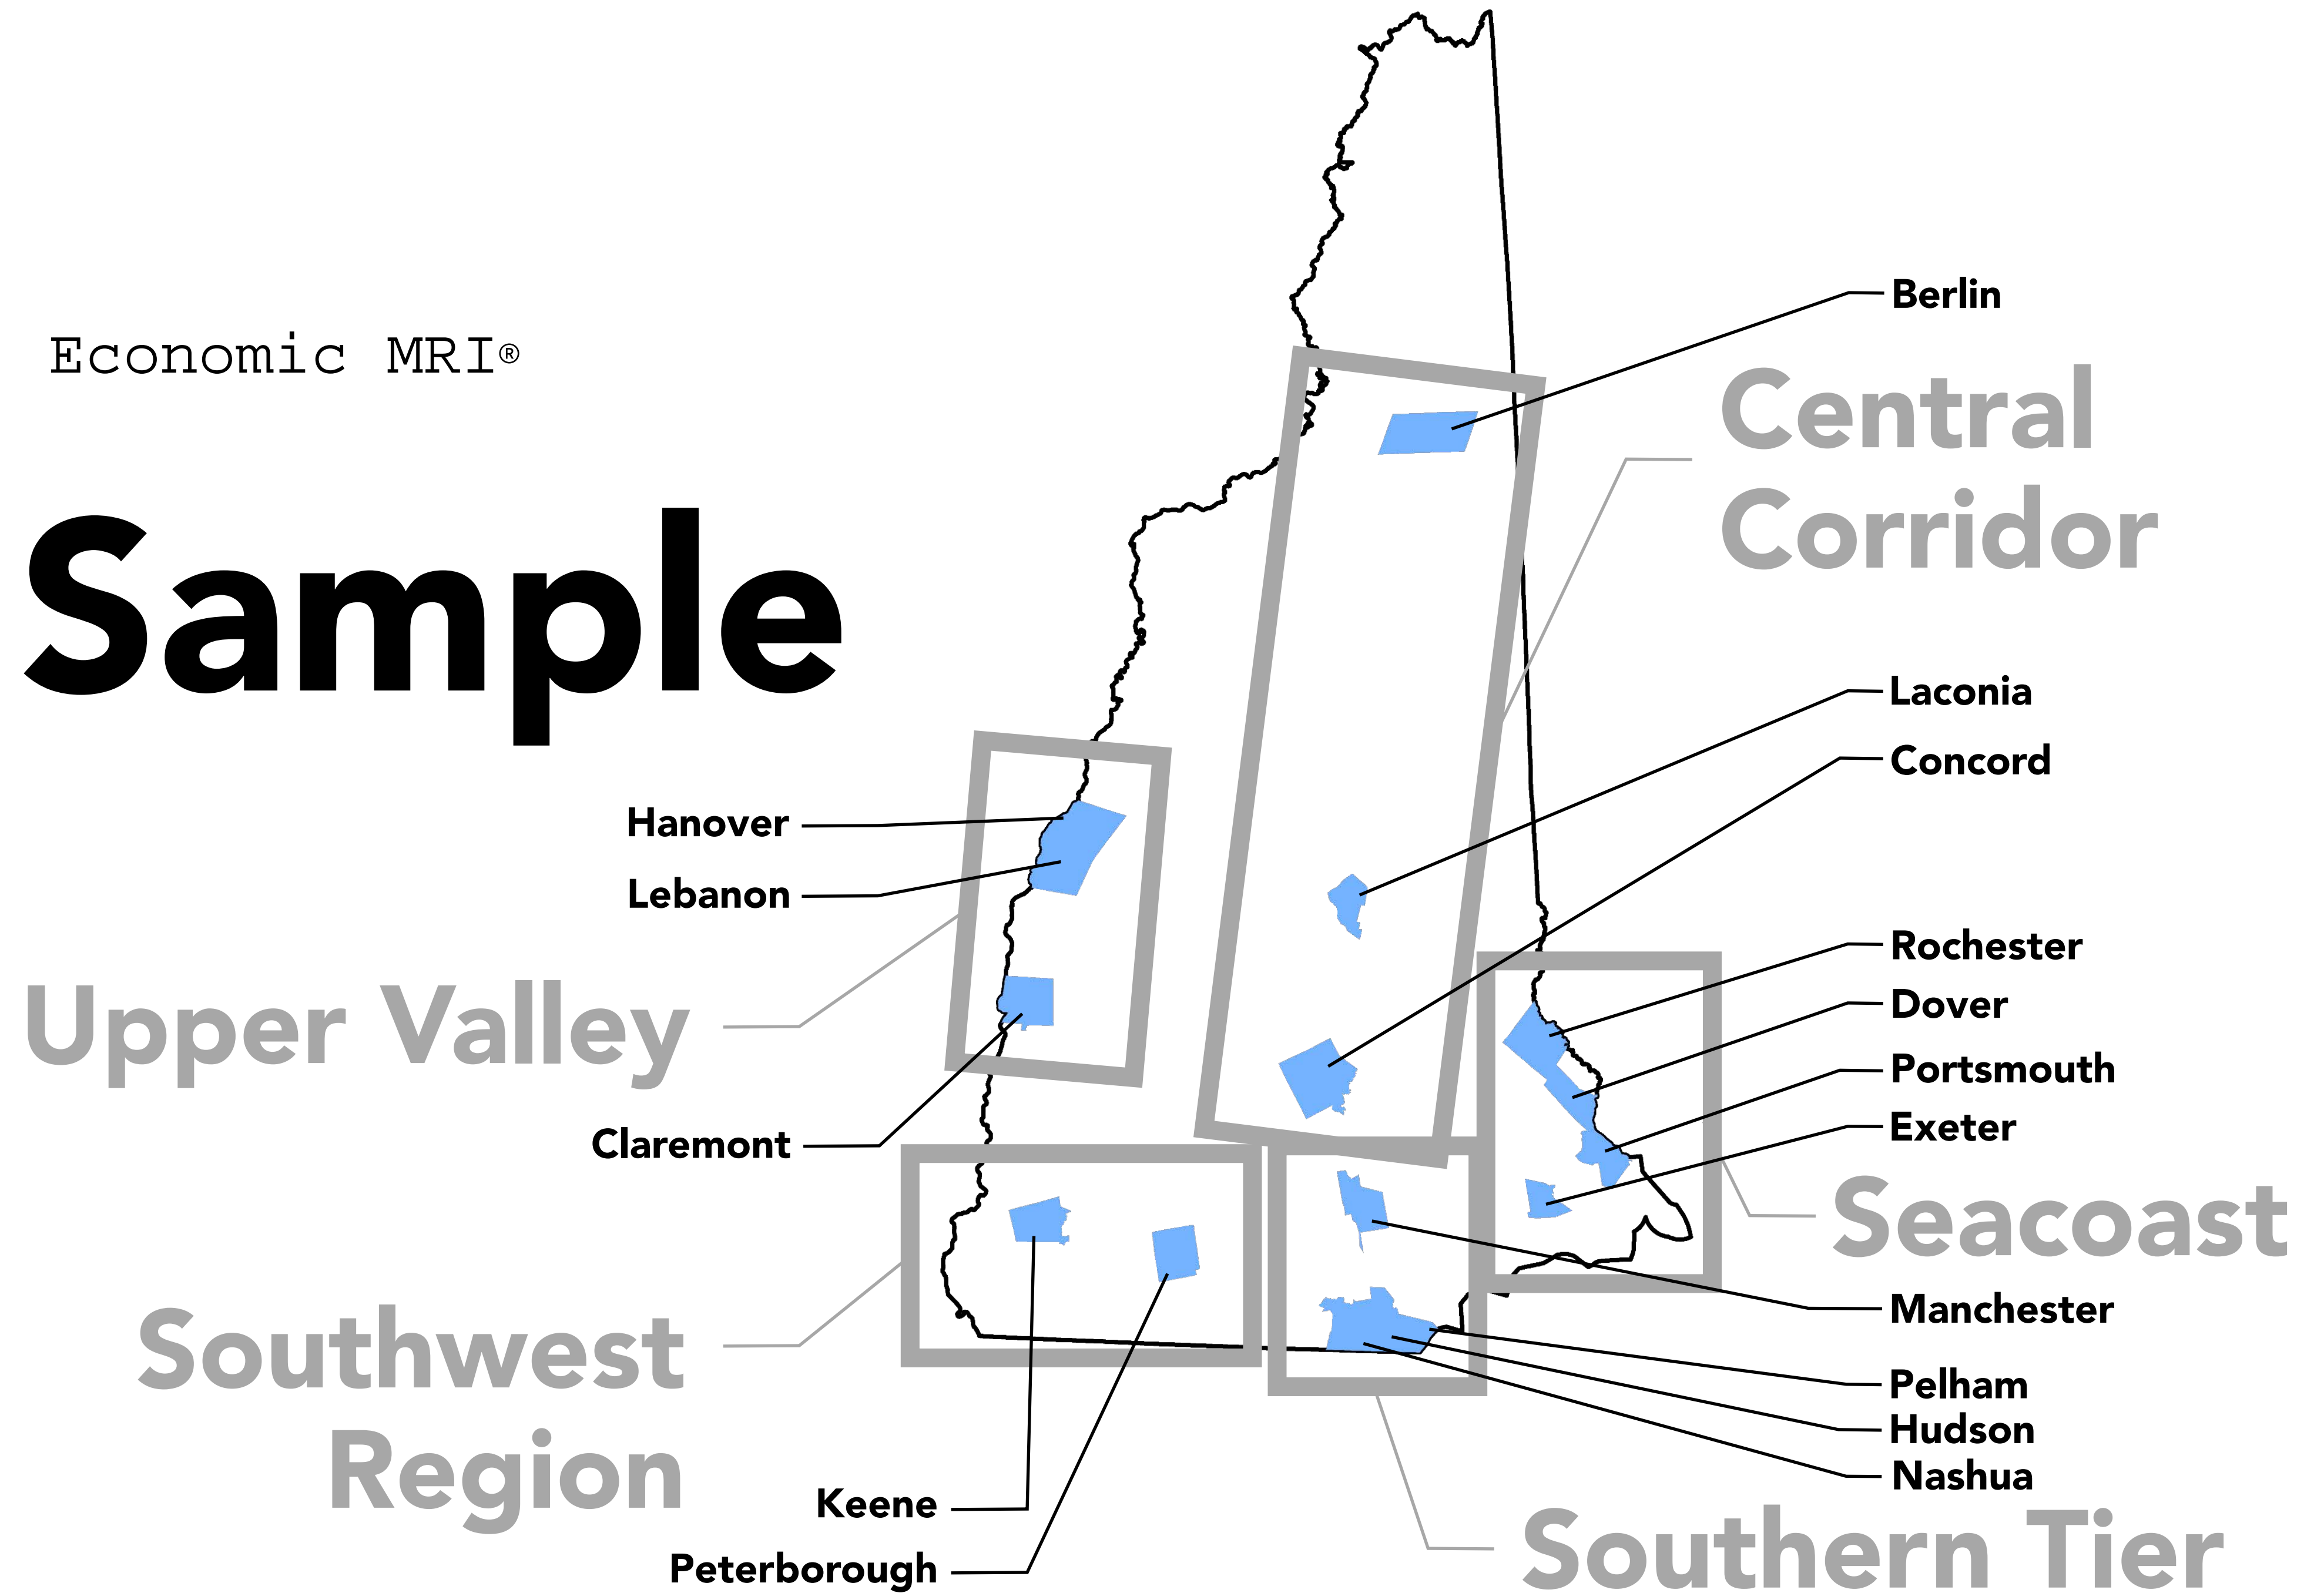 Economic MRI®
Sample
Berlin
Central
Corridor
Laconia
Concord
Hanover
Lebanon
Upper Valley
Claremont
Rochester
Dover
Portsmouth
Exeter
Seacoast
Southwest
Region
Keene
Peterborough
Manchester
Pelham
Hudson
Nashua
Southern Tier